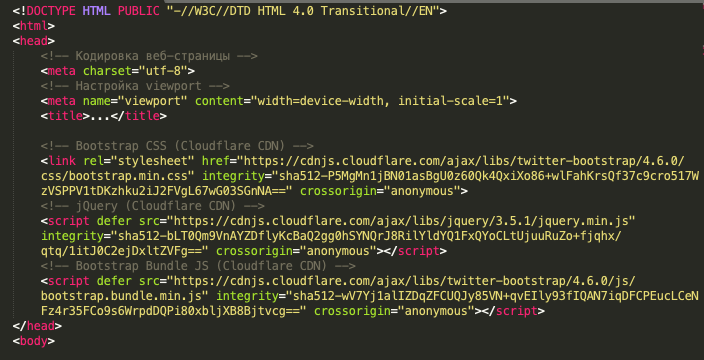 <!DOCTYPE HTML PUBLIC "-//W3C//DTD HTML 4.0 Transitional//EN">
<html>
<head>
<!-- Кодировка веб-страницы -->
<meta charset="utf-8">
<!-- Настройка viewport -->
<meta name="viewport" content="width=device-width, initial-scale=1">
<title>...</title>
<!-- Bootstrap CSS (Cloudflare CDN) -->
<link rel="stylesheet" href="https://cdnjs.cloudflare.com/ajax/libs/twitter-bootstrap/4.6.0/
css/bootstrap.min.css" integrity="sha512-P5MgMn1jBN01asBgU0z60Qk4QxiXo86+wlFahKrsQf37c9cro517W
zVSPPV1tDKzhku2iJ2FVgL67wG03SGnNA==" crossorigin="anonymous">
<!-- jQuery (Cloudflare CDN) -->
<script defer src="https://cdnjs.cloudflare.com/ajax/libs/jquery/3.5.1/jquery.min.js"
integrity="sha512-bLT0Qm9VnAYZDflyKcBaQ2gg0hSYNQrJ8RilYldYQ1FxQYoCLtUjuuRuZo+fjqhx/
qtq/1itJ0C2ejDxltZVFg==" crossorigin="anonymous"></script>
<!-- Bootstrap Bundle JS (Cloudflare CDN) -->
<script defer src="https://cdnjs.cloudflare.com/ajax/libs/twitter-bootstrap/4.6.0/js/
bootstrap.bundle.min.js" integrity="sha512-wV7Yj1alIZDqZFCUQJy85VN+qvEIly93fIQAN7iqDFCPEucLCeN
Fz4r35FCo9s6WrpdDQPi80xbljXB8Bjtvcg==" crossorigin="anonymous"></script>
</head>
<body>